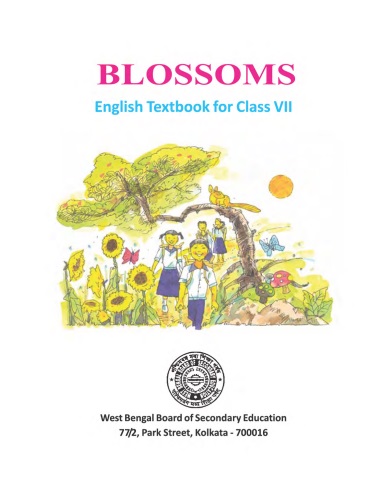 BLOSSOMS
English Textbook for Class VII
West Bengal Board of Secondary Education
77/2, Park Street, Kolkata - 700016